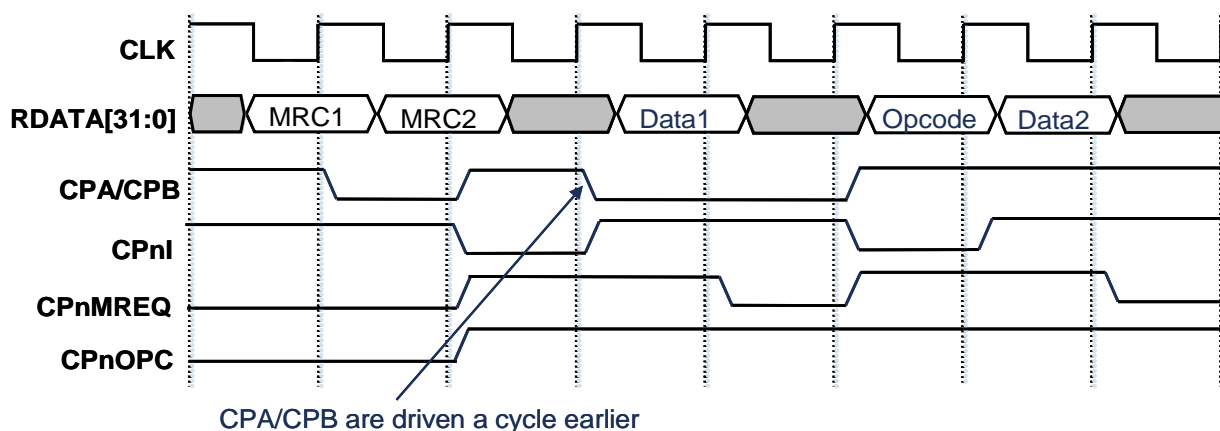 CLK
RDATA[31:0] MRC1 MRC2 Data1 Opcode Data2
CPA/CPB
CPnI
CPnMREQ
CPnOPC
CPA/CPB are driven a cycle earlier